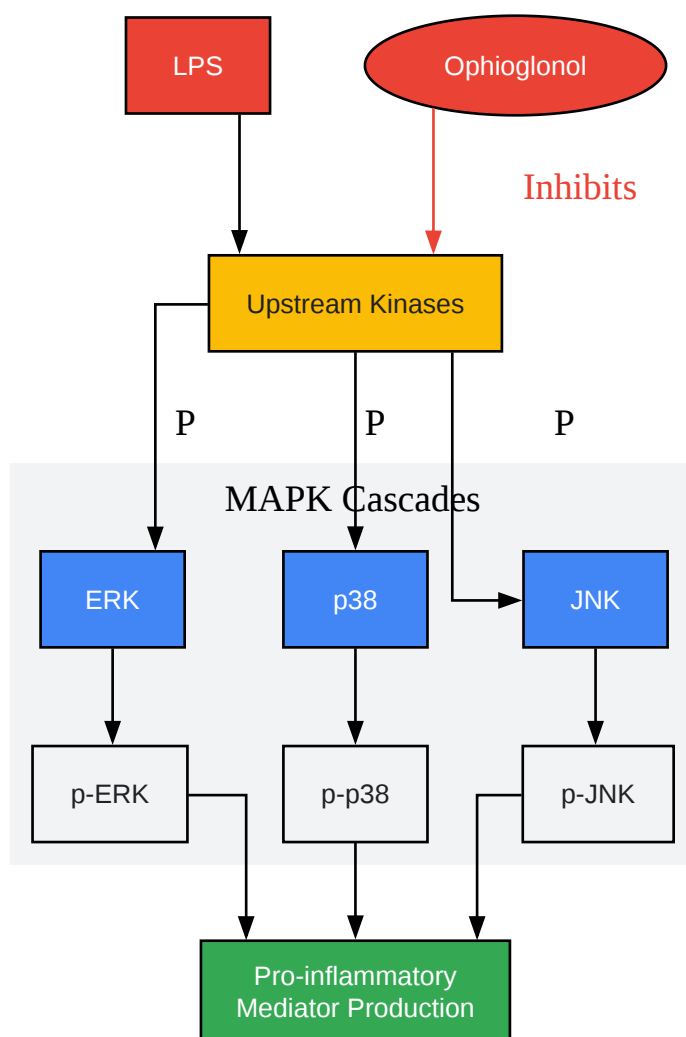 LPS
Ophioglonol
Inhibits
Upstream Kinases
P
P
P
MAPK Cascades
ERK
p38
JNK
p-ERK
p-p38
p-JNK
Pro-inflammatory
Mediator Production